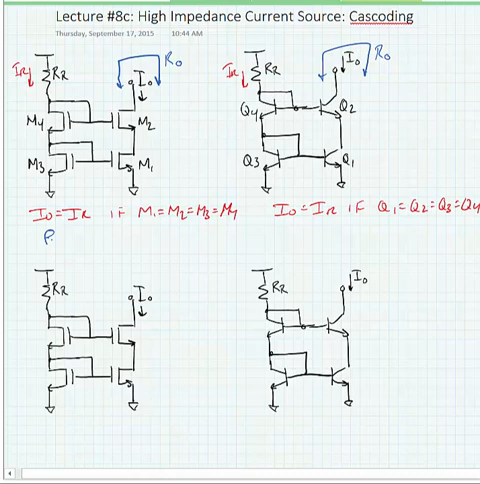 Lecture #8c: High Impedance Current Source: Cascoding
Thursday, September 17, 2015 10:44 AM
IR RR Io Ro
IR RR Io Ro
M4 M2
Q4 Q2
M3 M1
Q3 Q1
Io = IR IF M1 = M2 = M3 = M4
Io = IR IF Q1 = Q2 = Q3 = Q4
RR Io
RR Io